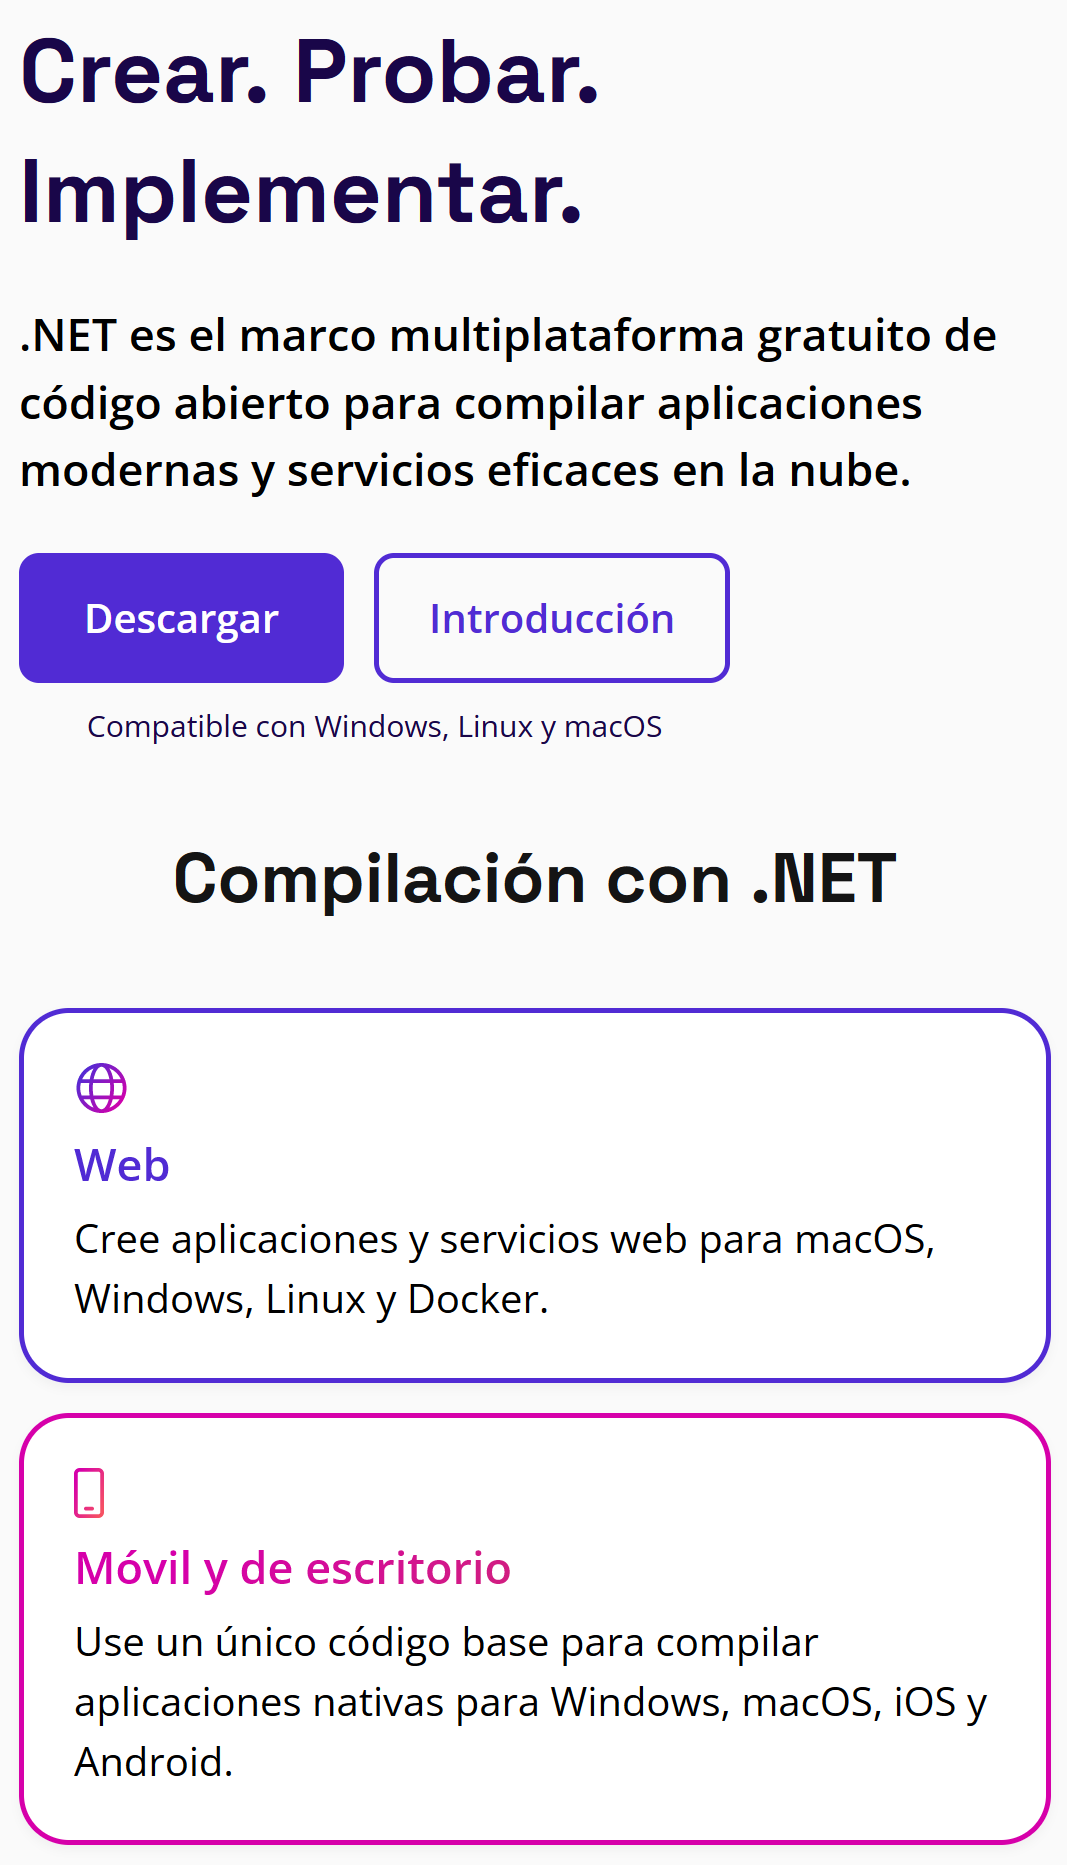 Crear. Probar.
Implementar.
.NET es el marco multiplataforma gratuito de
código abierto para compilar aplicaciones
modernas y servicios eficaces en la nube.
Descargar
Introducción
Compatible con Windows, Linux y macOS
Compilación con .NET
Web
Cree aplicaciones y servicios web para macOS,
Windows, Linux y Docker.
Móvil y de escritorio
Use un único código base para compilar
aplicaciones nativas para Windows, macOS, iOS y
Android.